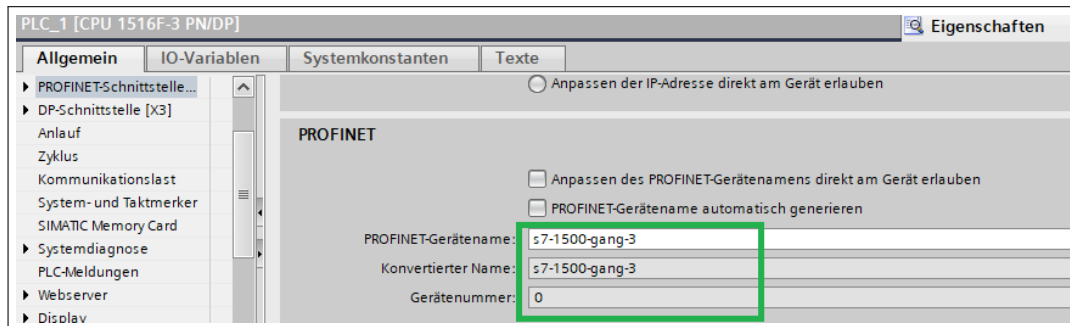 PLC_1 [CPU 1516F-3 PN/DP]
Eigenschaften
Allgemein IO-Variablen Systemkonstanten Texte
PROFINET-Schnittstelle...
DP-Schnittstelle [X3]
Anlauf
Zyklus
Kommunikationslast
System- und Taktmerker
SIMATIC Memory Card
Systemdiagnose
PLC-Meldungen
Webserver
Display
Anpassen der IP-Adresse direkt am Gerät erlauben
PROFINET
Anpassen des PROFINET-Gerätenamens direkt am Gerät erlauben
PROFINET-Gerätename automatisch generieren
PROFINET-Gerätename: s7-1500-gang-3
Konvertierter Name: s7-1500-gang-3
Gerätenummer: 0